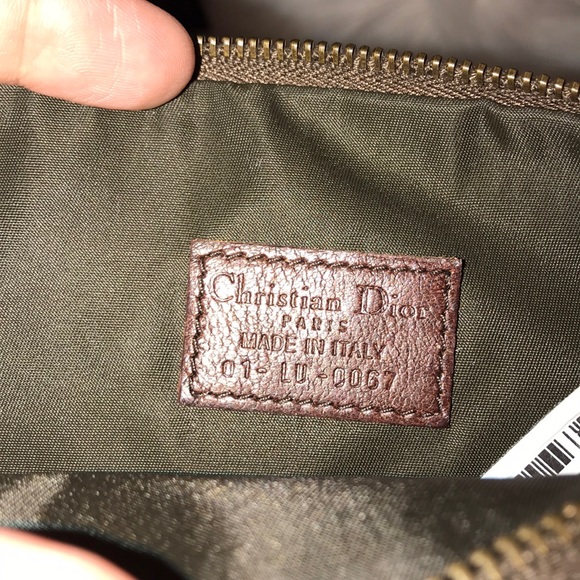 Christian Dior
PARIS
MADE IN ITALY
01-LU-0067